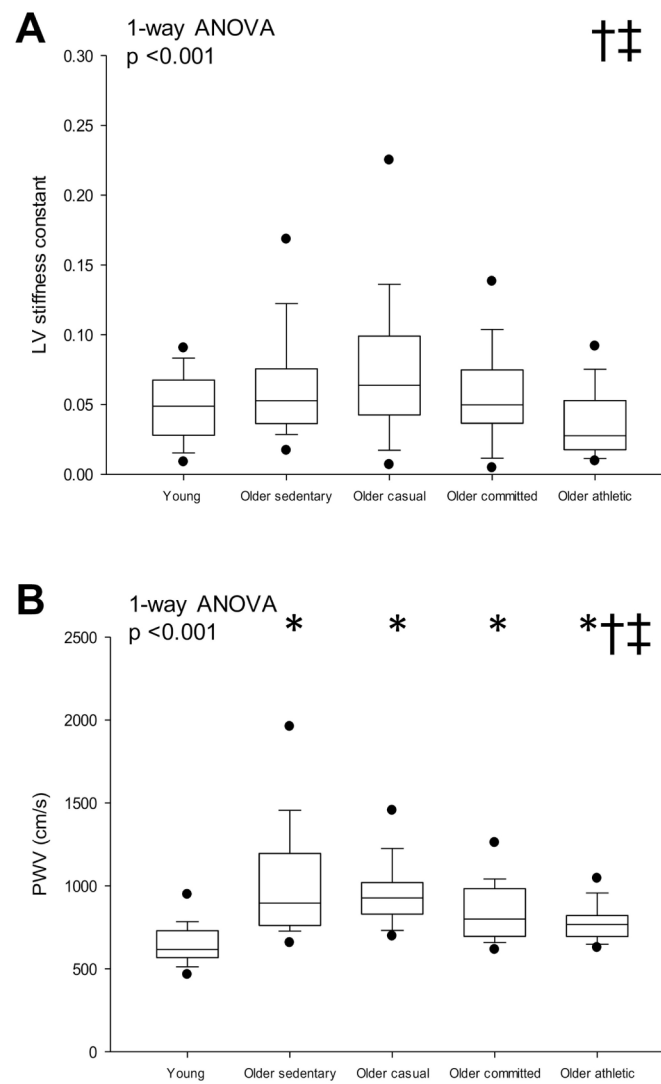 A
1-way ANOVA
p <0.001
†‡
0.30
0.25
0.20
0.15
0.10
0.05
0.00
LV stiffness constant
Young Older sedentary Older casual Older committed Older athletic
B
1-way ANOVA
p <0.001
* * * *†‡
2500
2000
1500
1000
500
0
PWV (cm/s)
Young Older sedentary Older casual Older committed Older athletic